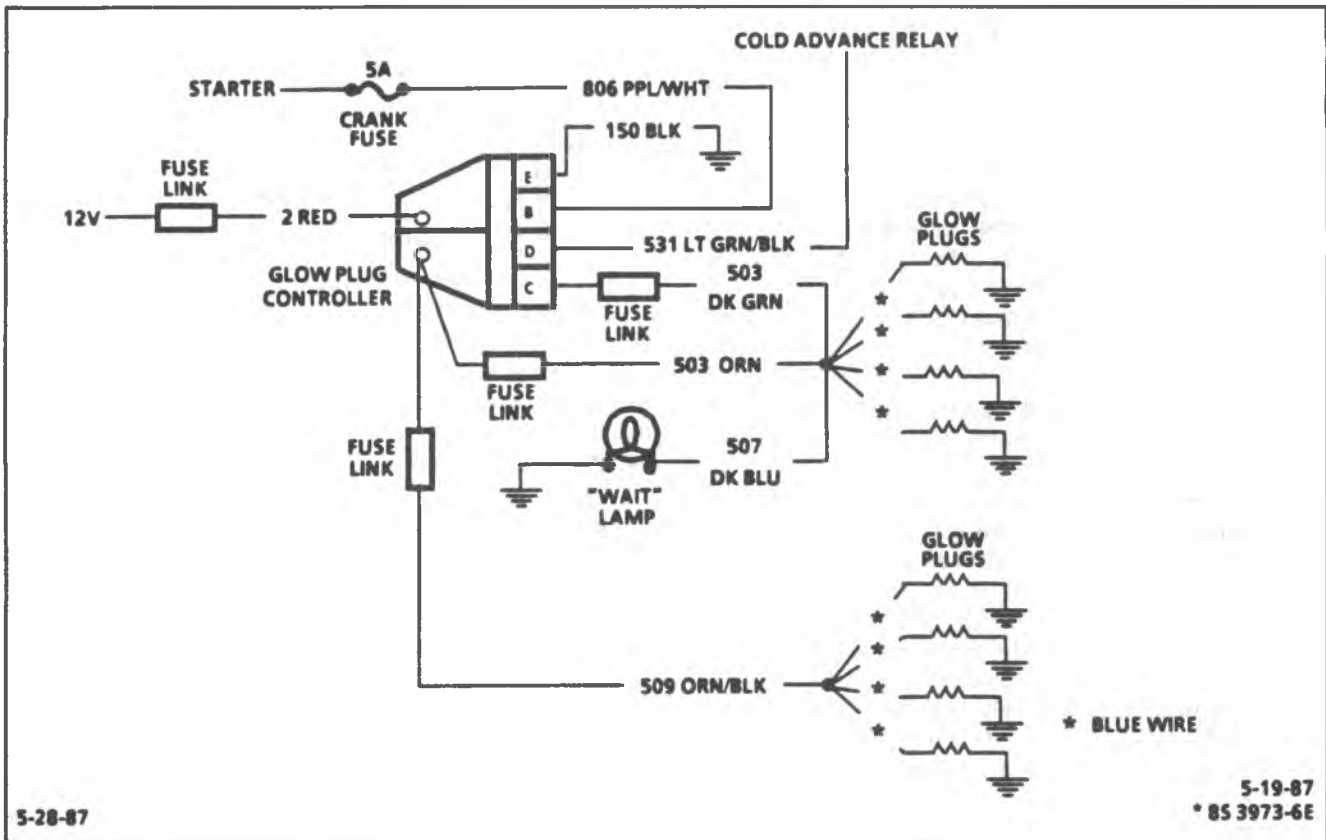 COLD ADVANCE RELAY
5A
STARTER
806 PPL/WHT
CRANK
FUSE
150 BLK
FUSE
LINK
E
12V
2 RED
B
GLOW
PLUGS
D
531 LT GRN/BLK
GLOW PLUG
CONTROLLER
C
503
DK GRN
*
FUSE
LINK
*
503 ORN
*
FUSE
LINK
*
FUSE
LINK
507
DK BLU
"WAIT"
LAMP
GLOW
PLUGS
*
*
509 ORN/BLK
*
*
* BLUE WIRE
5-28-87
5-19-87
* 8S 3973-6E